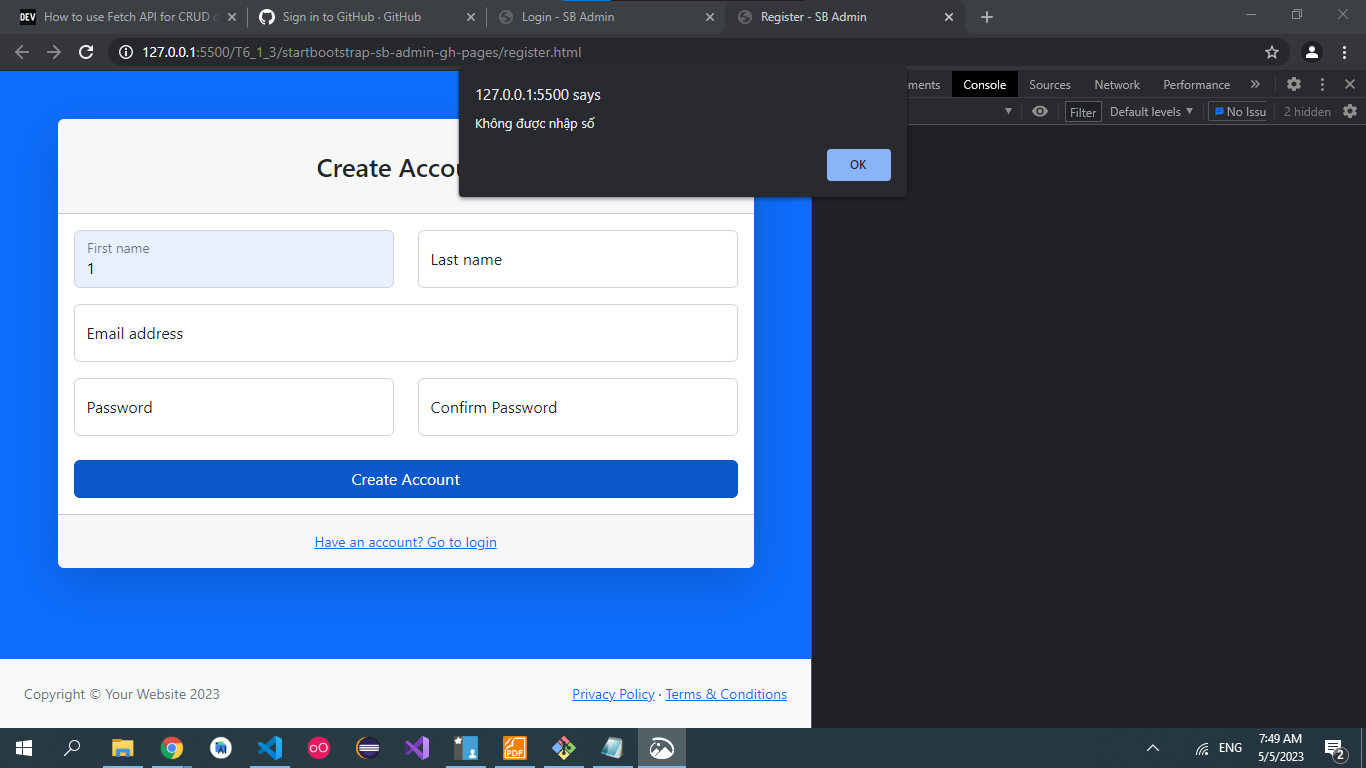 DEV How to use Fetch API for CRUD o
Sign in to GitHub · GitHub
Login - SB Admin
Register - SB Admin
127.0.0.1:5500/T6_1_3/startbootstrap-sb-admin-gh-pages/register.html
127.0.0.1:5500 says
Không được nhập số
OK
ments Console Sources Network Performance
Filter Default levels No Issu 2 hidden
Create Accou
First name
1
Last name
Email address
Password
Confirm Password
Create Account
Have an account? Go to login
Copyright © Your Website 2023
Privacy Policy · Terms & Conditions
PDF
ENG
7:49 AM
5/5/2023
2